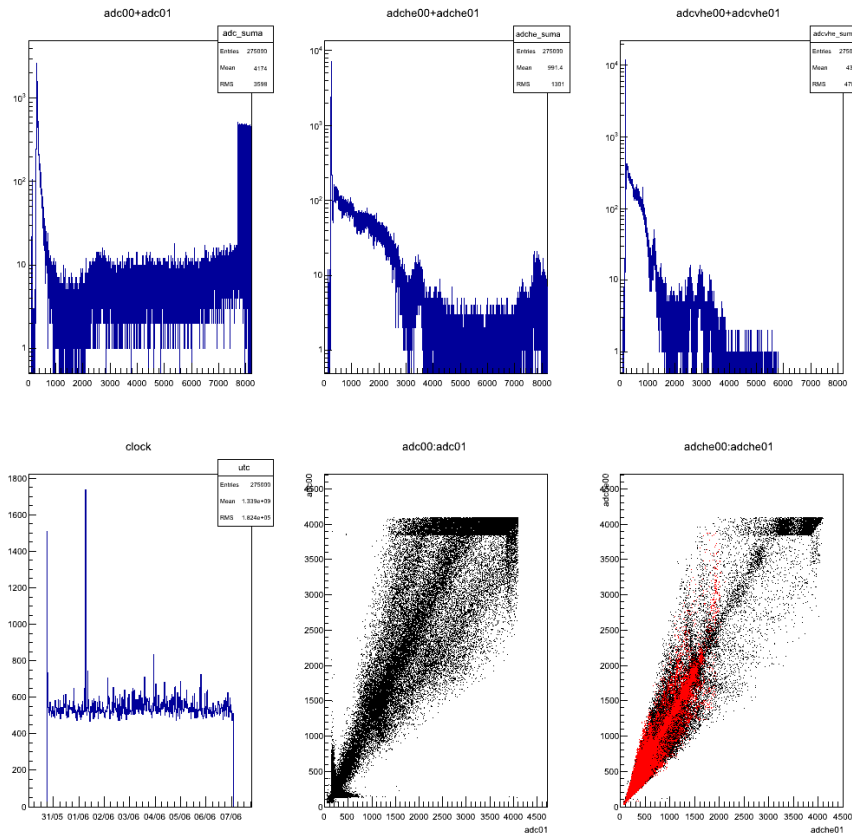 adc00+adc01
adche00+adche01
adcvhe00+adcvhe01
adc_suma
Entries 275699
Mean 4174
RMS 3598
adche_suma
Entries 275699
Mean 991.4
RMS 1301
adcvhe_suma
Entries
Mean
RMS
10³
10²
10
1
0 1000 2000 3000 4000 5000 6000 7000 8000
10⁴
10³
10²
10
1
0 1000 2000 3000 4000 5000 6000 7000 8000
10⁴
10³
10²
10
1
0 1000 2000 3000 4000 5000 6000 7000 8000
clock
adc00:adc01
adche00:adche01
utc
Entries 275699
Mean 1.339e+09
RMS 1.824e+05
1800
1600
1400
1200
1000
800
600
400
200
0
31/05 01/06 02/06 03/06 04/06 05/06 06/06 07/06
adc00
4500
4000
3500
3000
2500
2000
1500
1000
500
0
0 500 1000 1500 2000 2500 3000 3500 4000 4500
adc01
adche00
4500
4000
3500
3000
2500
2000
1500
1000
500
0
0 500 1000 1500 2000 2500 3000 3500 4000 4500
adche01